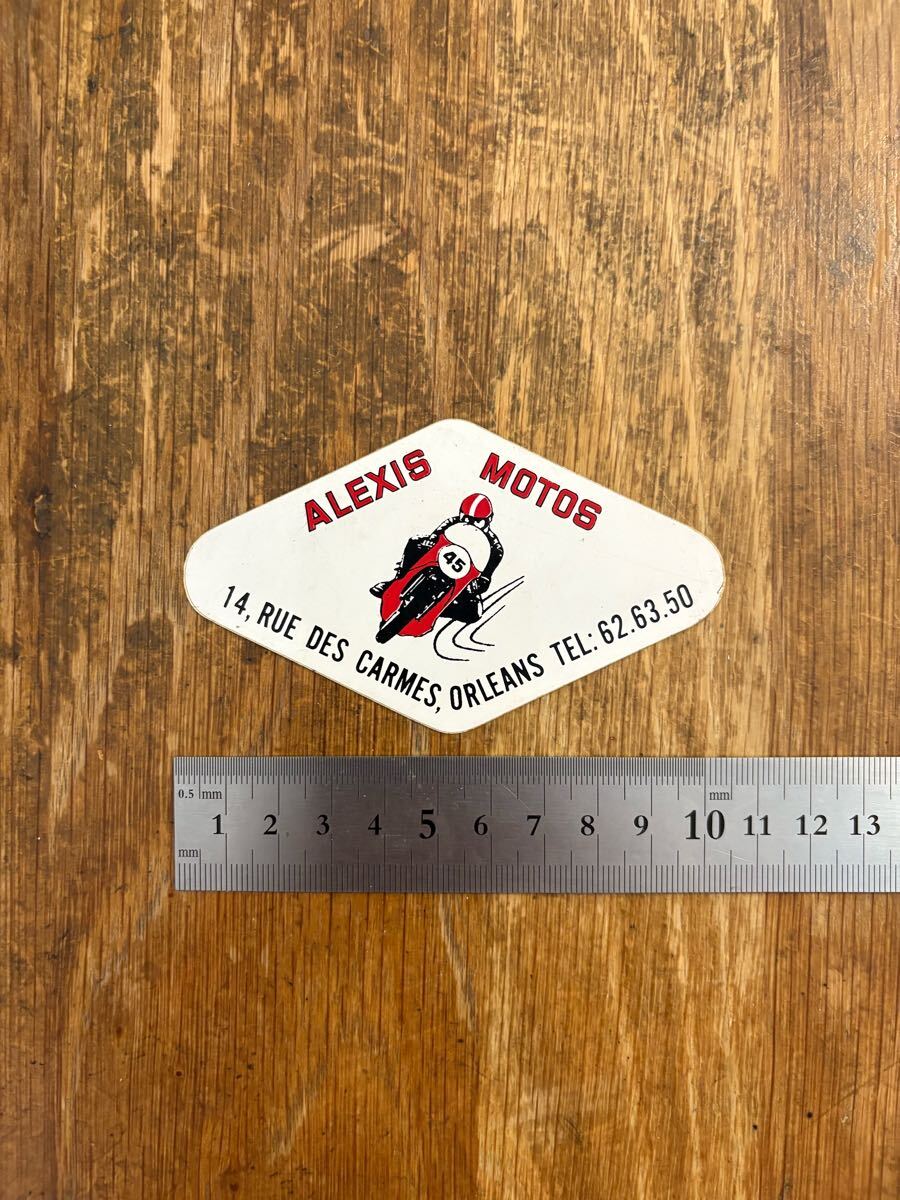 ALEXIS MOTOS
45
14, RUE DES CARMES, ORLEANS TEL: 62.63.50
0.5 mm mm
1 2 3 4 5 6 7 8 9 10 11 12 13
mm